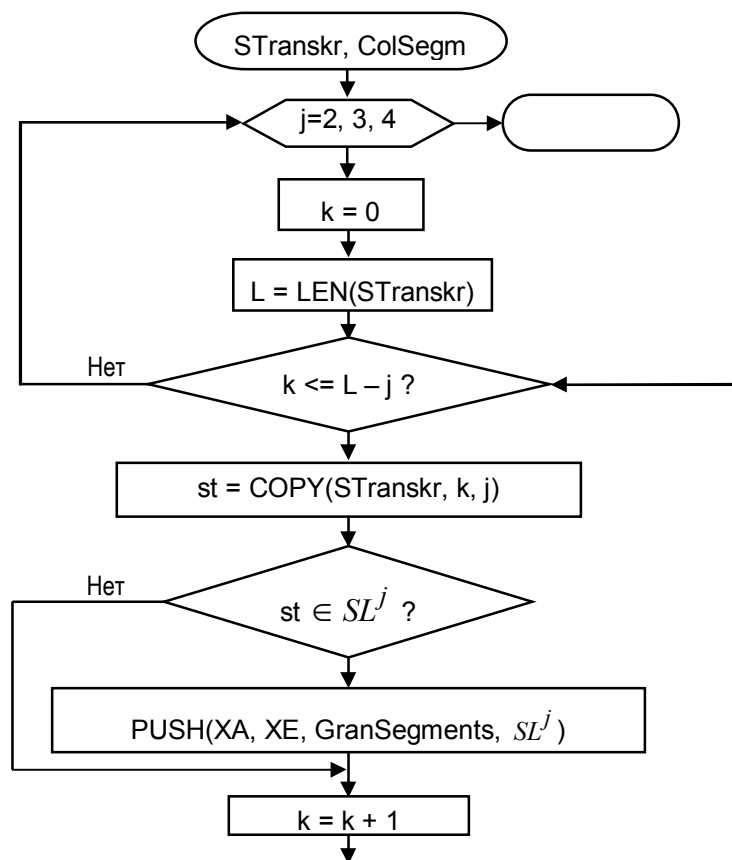 STranskr, ColSegm
j=2, 3, 4
k = 0
L = LEN(STranskr)
Нет
k <= L – j ?
st = COPY(STranskr, k, j)
Нет
st ∈ SL^j ?
PUSH(XA, XE, GranSegments, SL^j)
k = k + 1